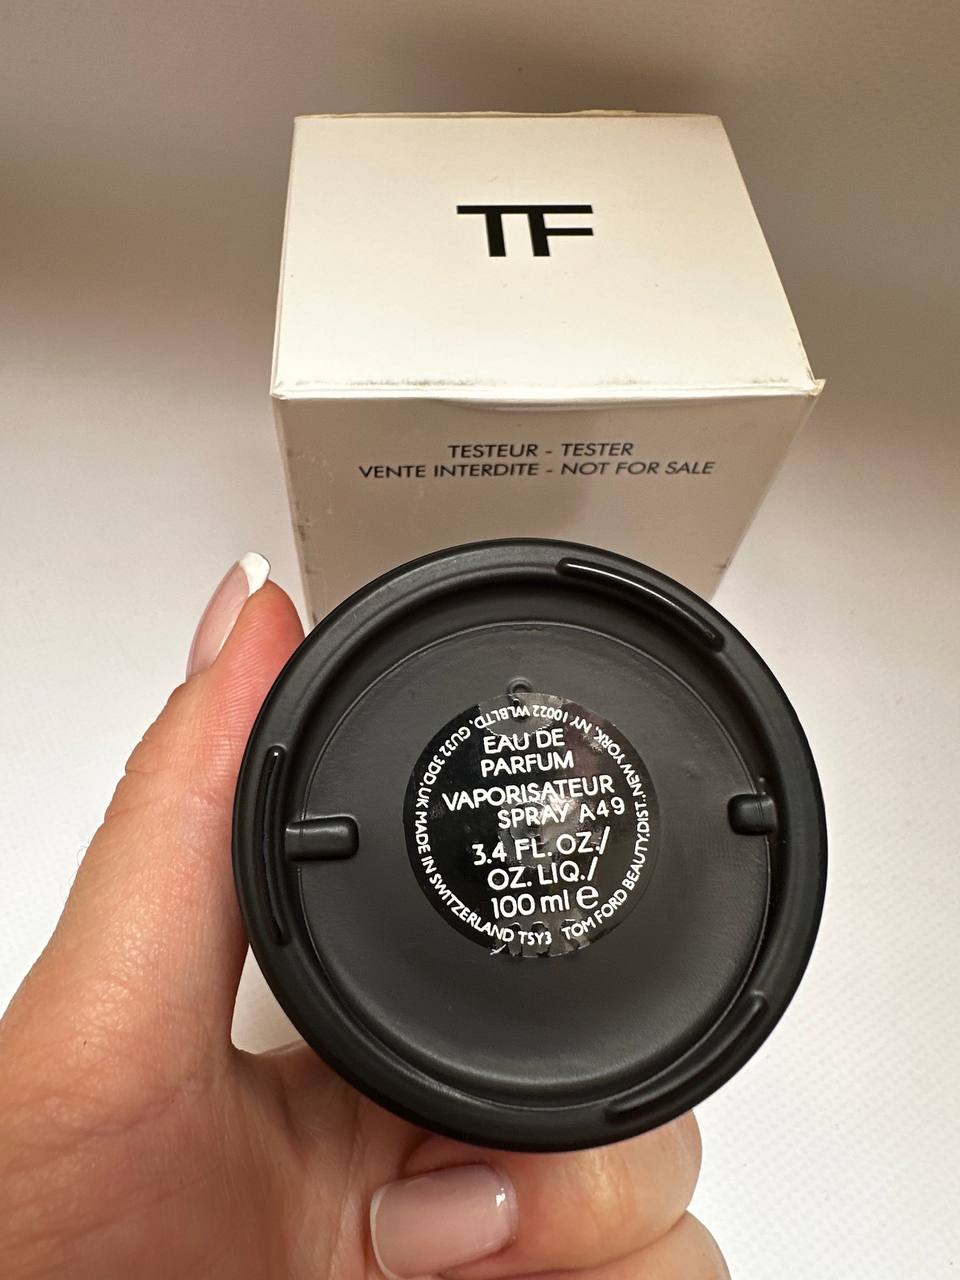 TF
TESTEUR - TESTER
VENTE INTERDITE - NOT FOR SALE
EAU DE
PARFUM
VAPORISATEUR
SPRAY A49
3.4 FL. OZ./
OZ. LIQ./
100 ml e
TOM FORD BEAUTY,DIST.,NEW YORK, NY 10022 WLBLTD, GU32 3DD,UK MADE IN SWITZERLAND T5Y3